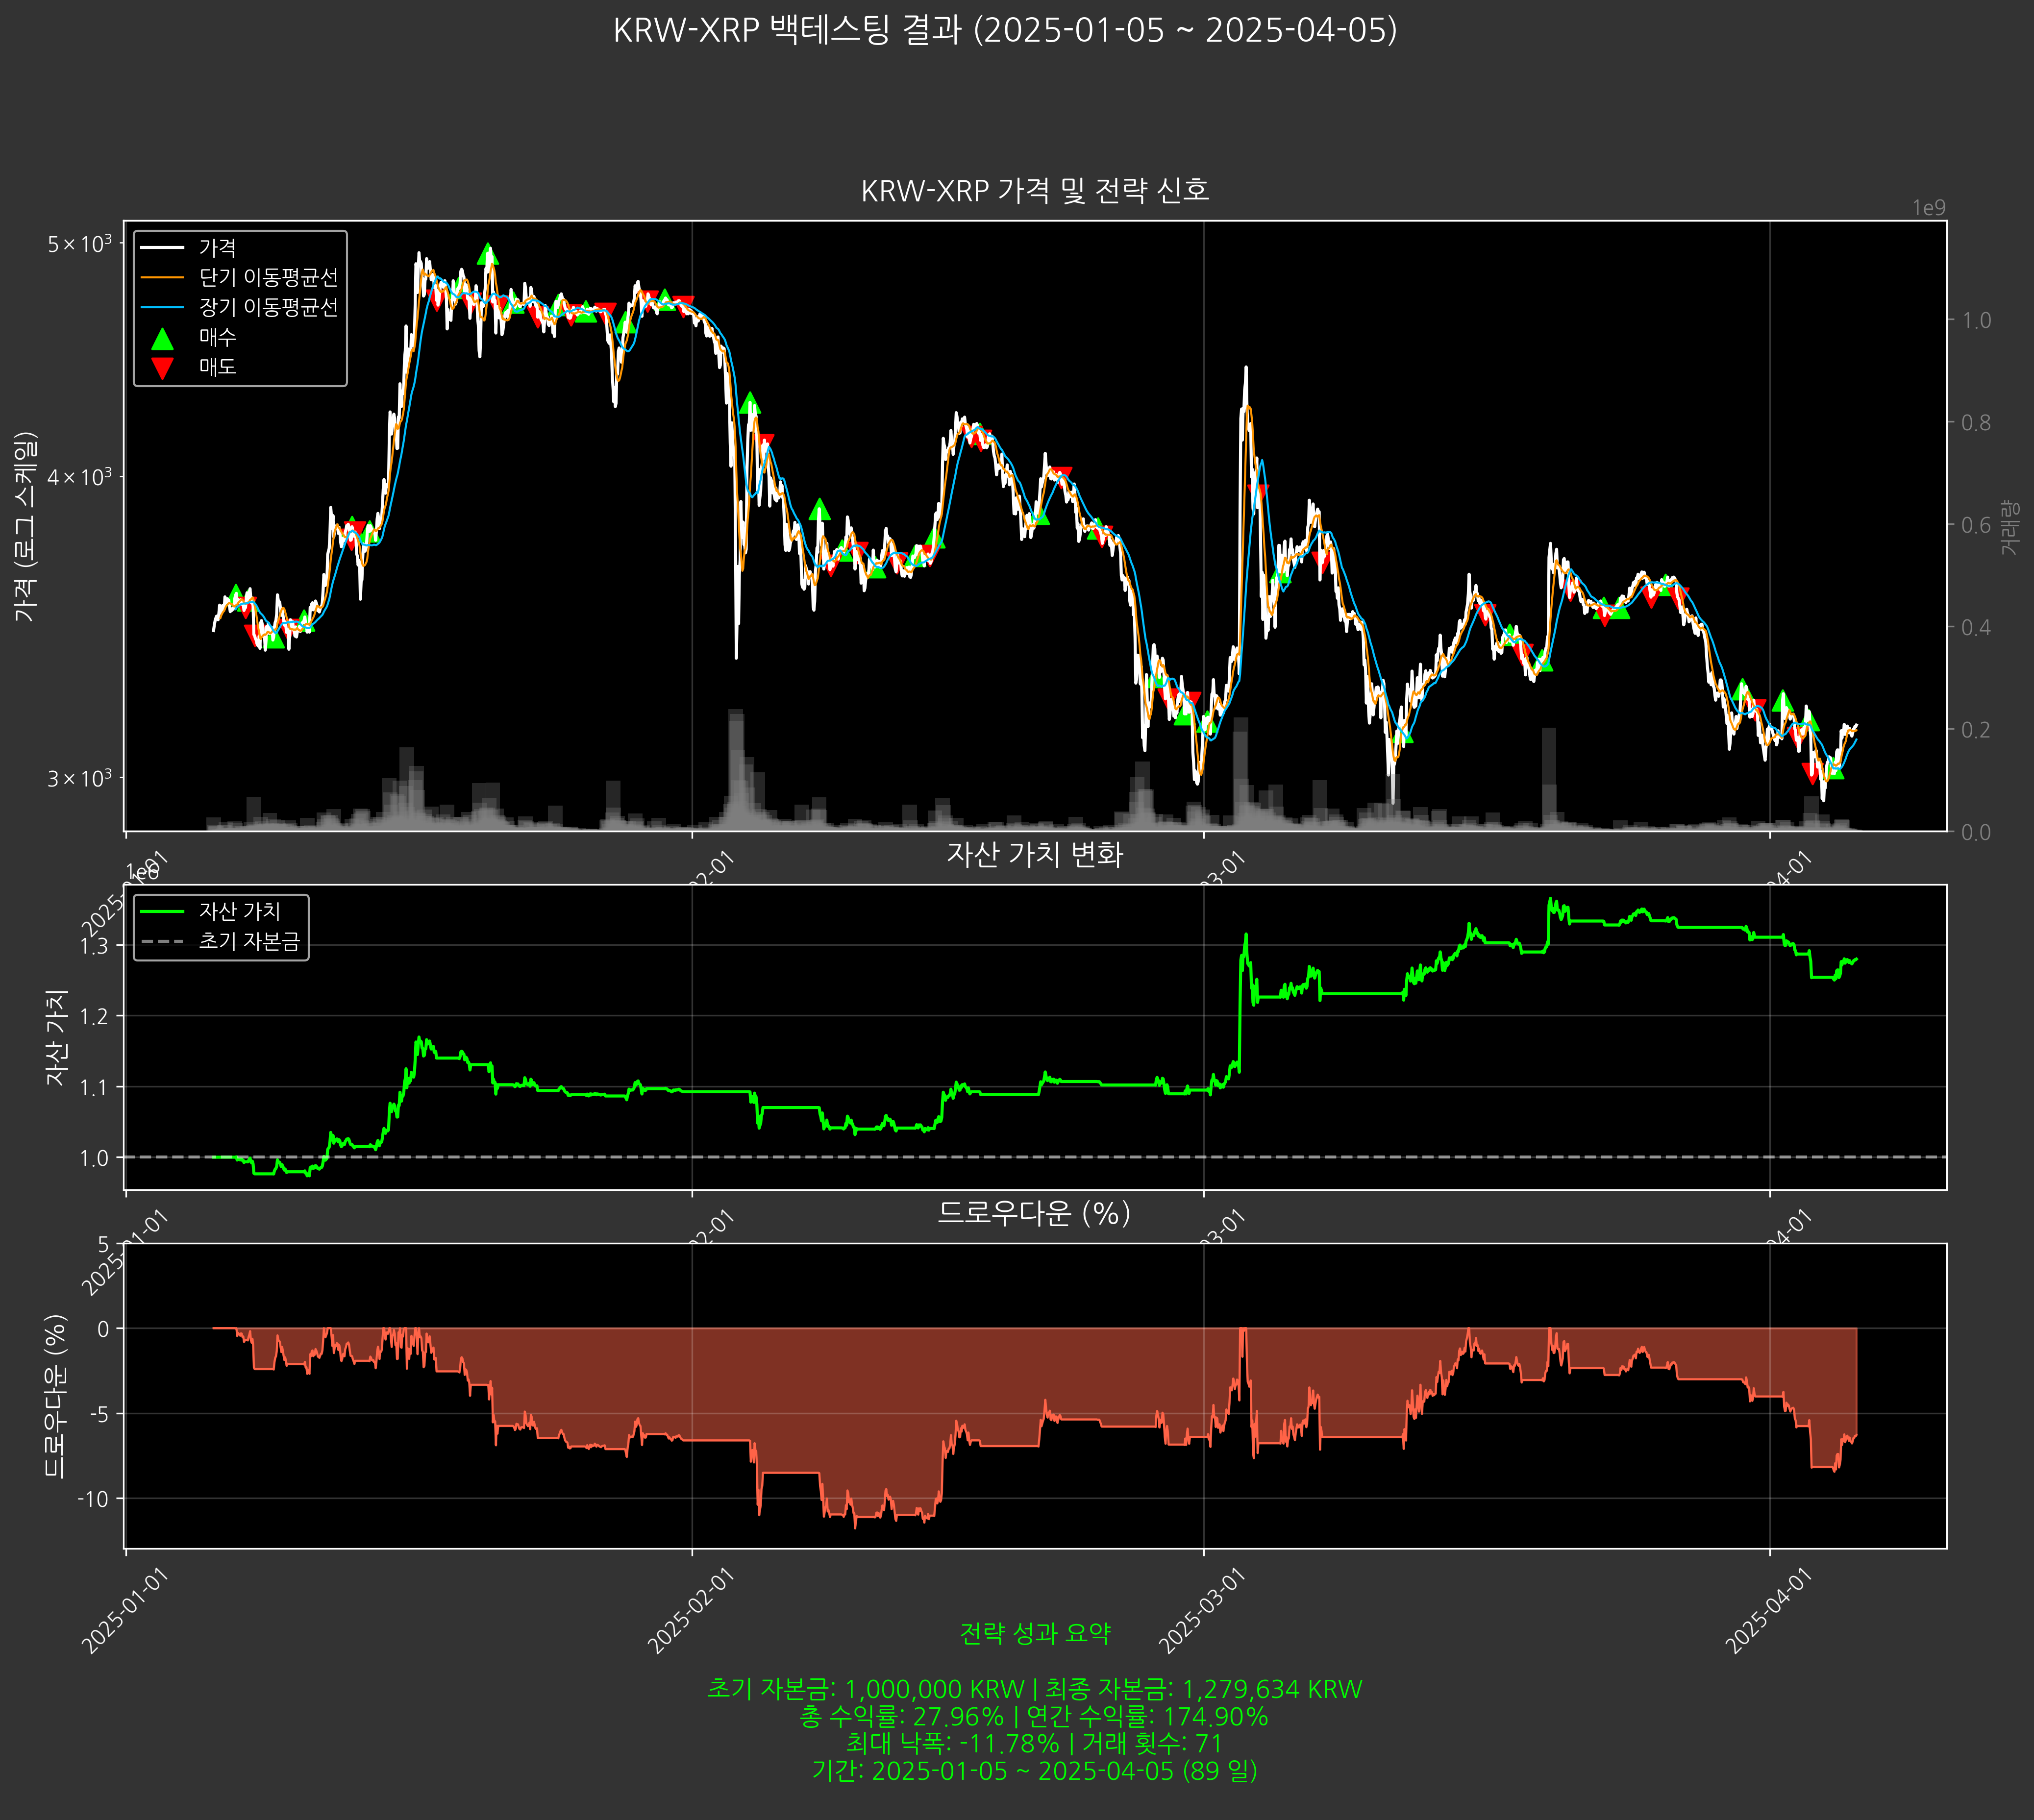 KRW-XRP 백테스팅 결과 (2025-01-05 ~ 2025-04-05)
KRW-XRP 가격 및 전략 신호
1e9
가격 (로그 스케일)
5×10³
4×10³
3×10³
가격
단기 이동평균선
장기 이동평균선
매수
매도
1.0
0.8
0.6
0.4
0.2
0.0
거래량
자산 가치 변화
1e6
자산 가치
1.3
1.2
1.1
1.0
자산 가치
초기 자본금
드로우다운 (%)
드로우다운 (%)
5
0
-5
-10
2025-01-01
2025-02-01
2025-03-01
2025-04-01
전략 성과 요약
초기 자본금: 1,000,000 KRW | 최종 자본금: 1,279,634 KRW
총 수익률: 27.96% | 연간 수익률: 174.90%
최대 낙폭: -11.78% | 거래 횟수: 71
기간: 2025-01-05 ~ 2025-04-05 (89 일)